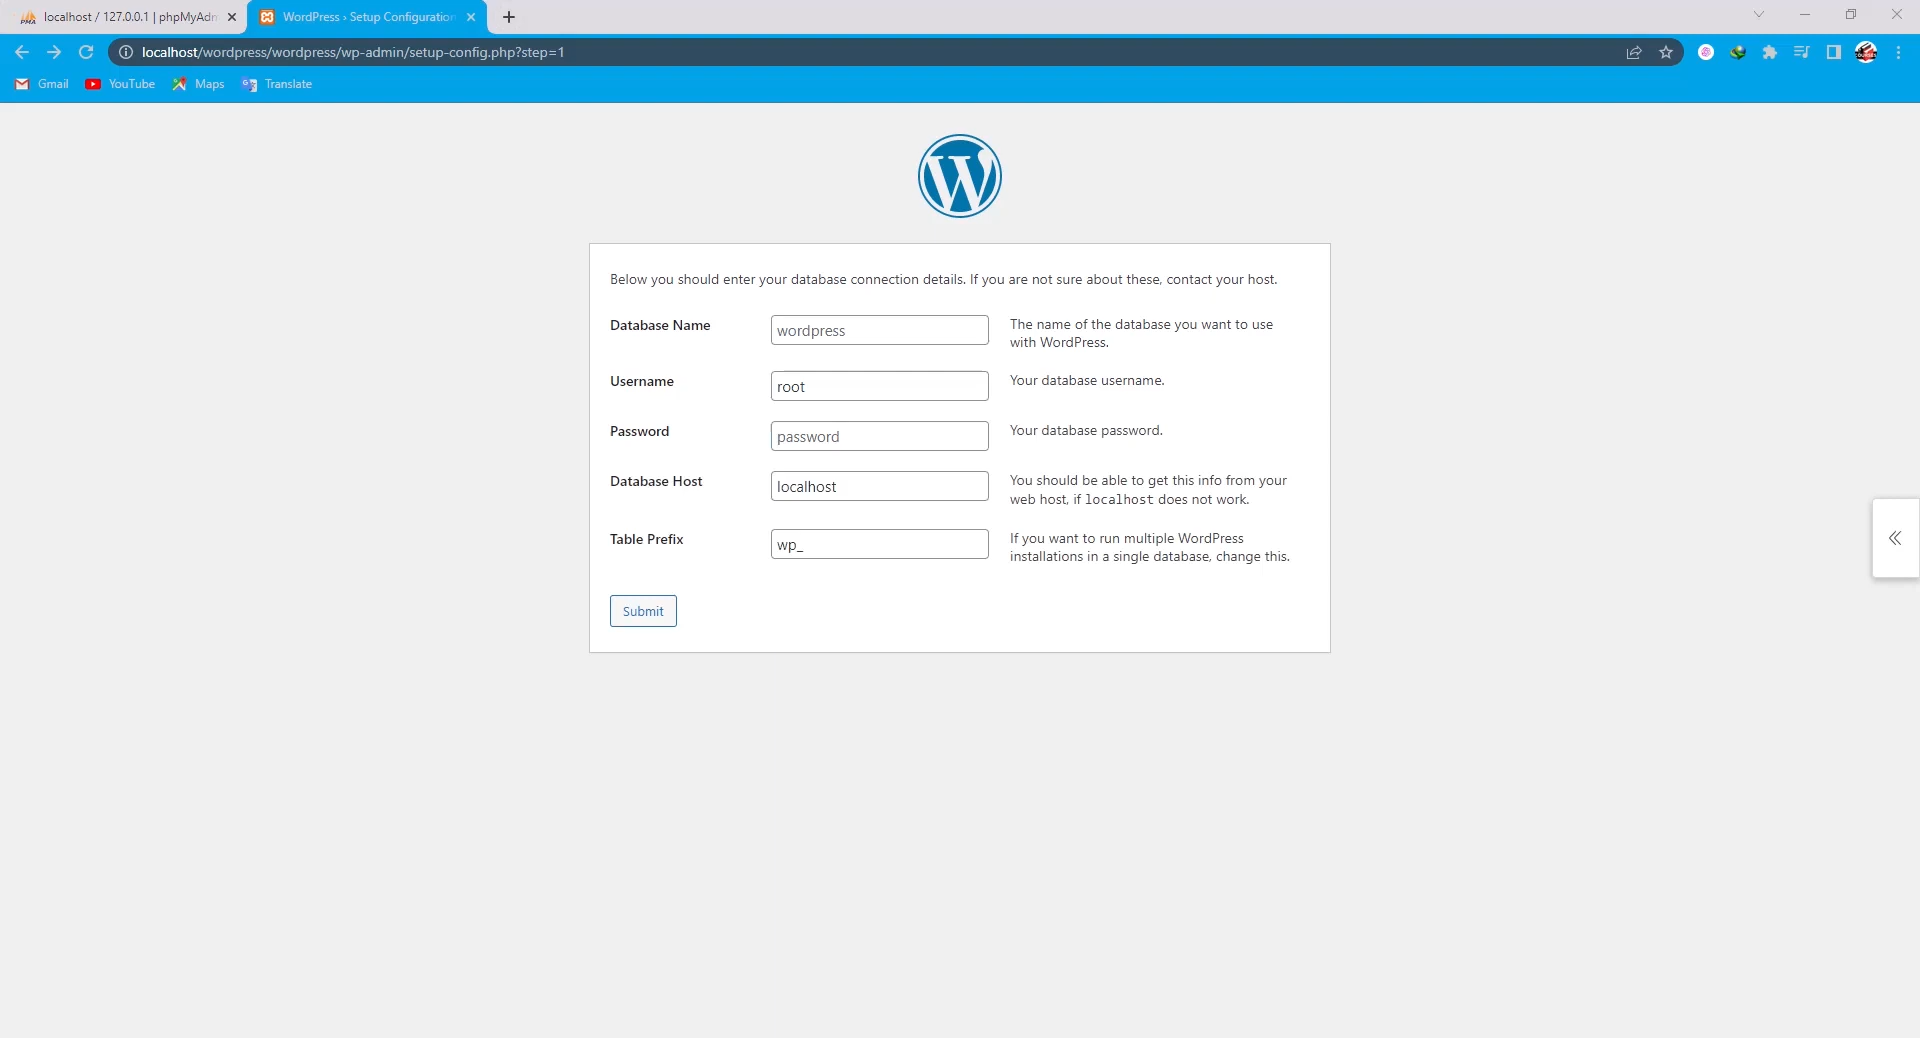 localhost / 127.0.0.1 | phpMyAdn
WordPress › Setup Configuration
localhost/wordpress/wordpress/wp-admin/setup-config.php?step=1
Gmail
YouTube
Maps
Translate
Below you should enter your database connection details. If you are not sure about these, contact your host.
Database Name
wordpress
The name of the database you want to use
with WordPress.
Username
root
Your database username.
Password
password
Your database password.
Database Host
localhost
You should be able to get this info from your
web host, if localhost does not work.
Table Prefix
wp_
If you want to run multiple WordPress
installations in a single database, change this.
Submit